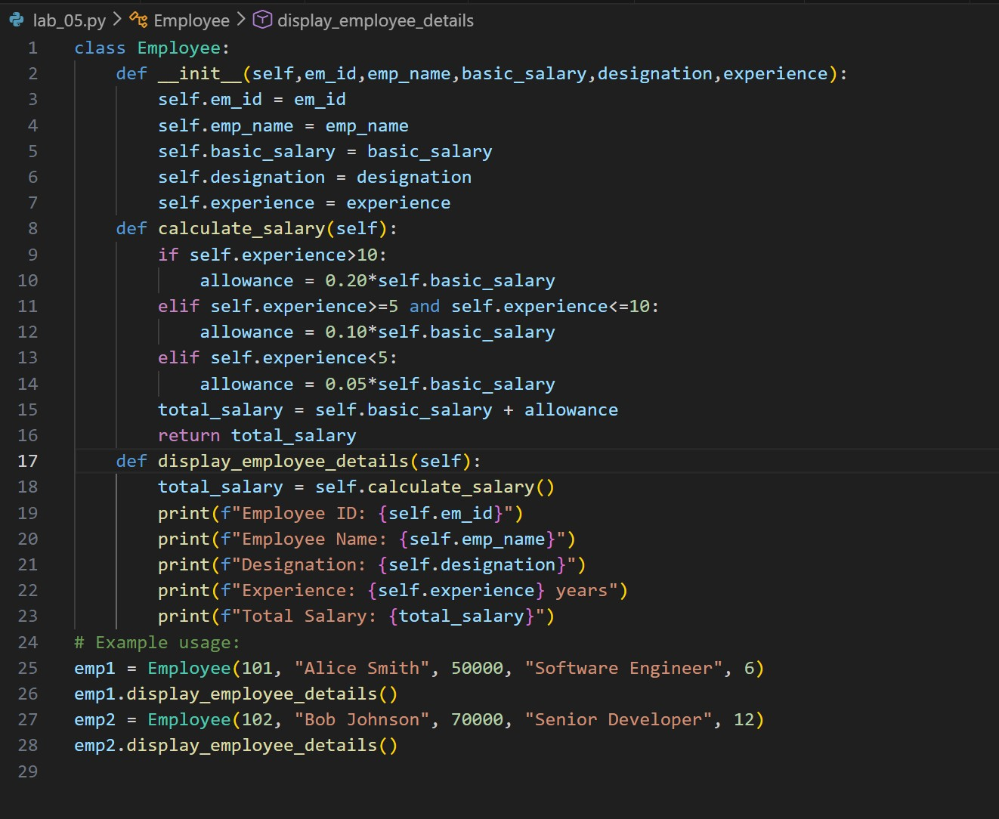 lab_05.py > Employee > display_employee_details
1 class Employee:
2     def __init__(self,em_id,emp_name,basic_salary,designation,experience):
3         self.em_id = em_id
4         self.emp_name = emp_name
5         self.basic_salary = basic_salary
6         self.designation = designation
7         self.experience = experience
8     def calculate_salary(self):
9         if self.experience>10:
10             allowance = 0.20*self.basic_salary
11         elif self.experience>=5 and self.experience<=10:
12             allowance = 0.10*self.basic_salary
13         elif self.experience<5:
14             allowance = 0.05*self.basic_salary
15         total_salary = self.basic_salary + allowance
16         return total_salary
17     def display_employee_details(self):
18         total_salary = self.calculate_salary()
19         print(f"Employee ID: {self.em_id}")
20         print(f"Employee Name: {self.emp_name}")
21         print(f"Designation: {self.designation}")
22         print(f"Experience: {self.experience} years")
23         print(f"Total Salary: {total_salary}")
24 # Example usage:
25 emp1 = Employee(101, "Alice Smith", 50000, "Software Engineer", 6)
26 emp1.display_employee_details()
27 emp2 = Employee(102, "Bob Johnson", 70000, "Senior Developer", 12)
28 emp2.display_employee_details()
29